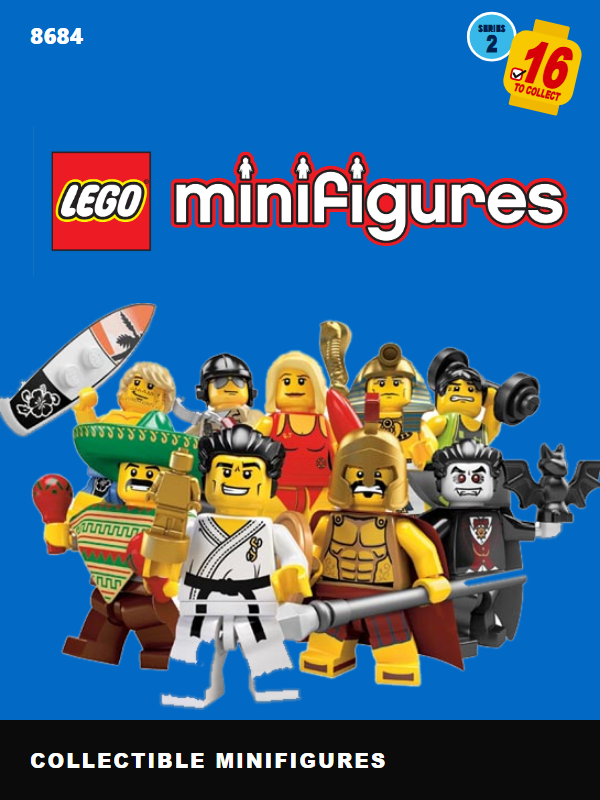 8684
SERIES
2
16
TO COLLECT
LEGO
minifigures
COLLECTIBLE MINIFIGURES